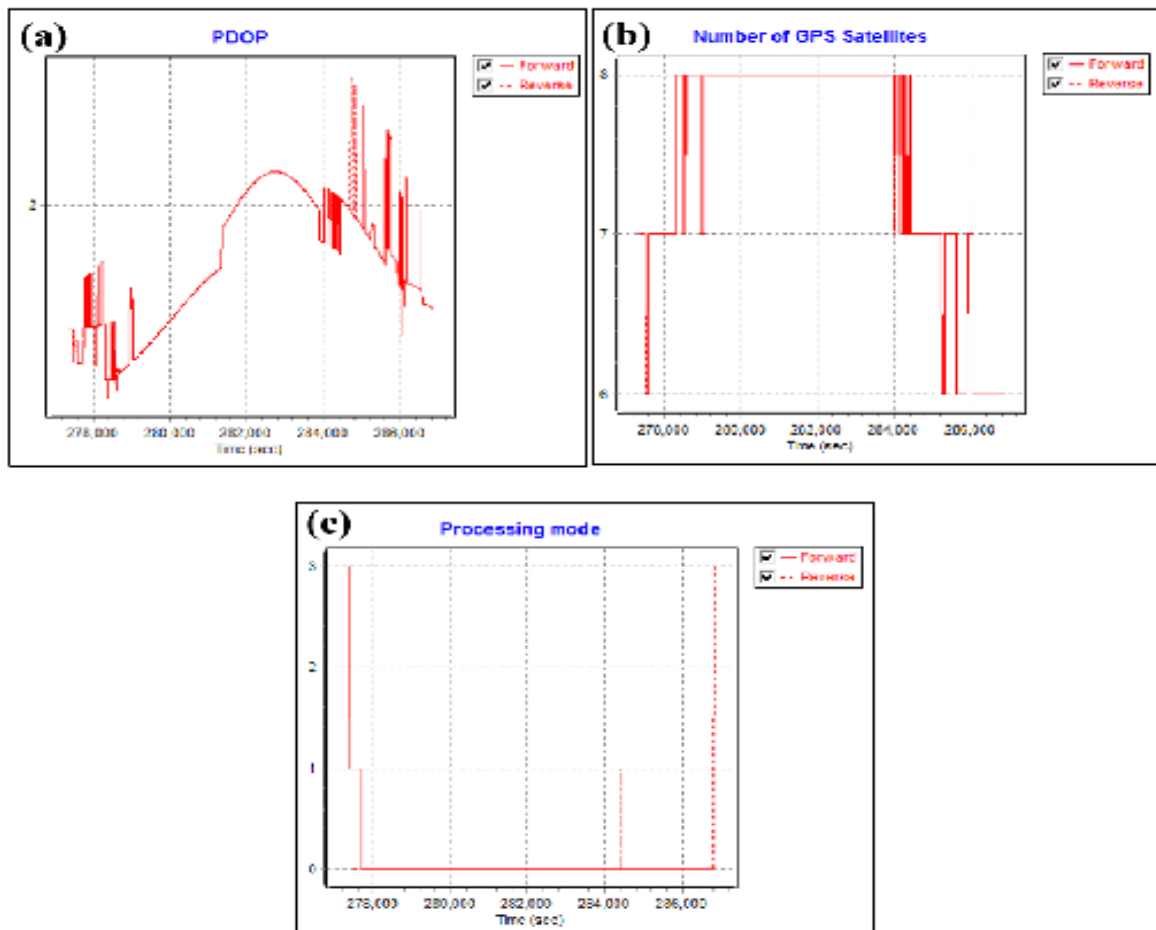 (a)
PDOP
Forward
Reverse
2
278,000 280,000 282,000 284,000 286,000
Time (sec)
(b)
Number of GPS Satellites
Forward
Reverse
8
7
6
Time (sec)
(c)
Processing mode
Forward
Reverse
3
2
1
0
278,000 280,000 282,000 284,000 286,000
Time (sec)